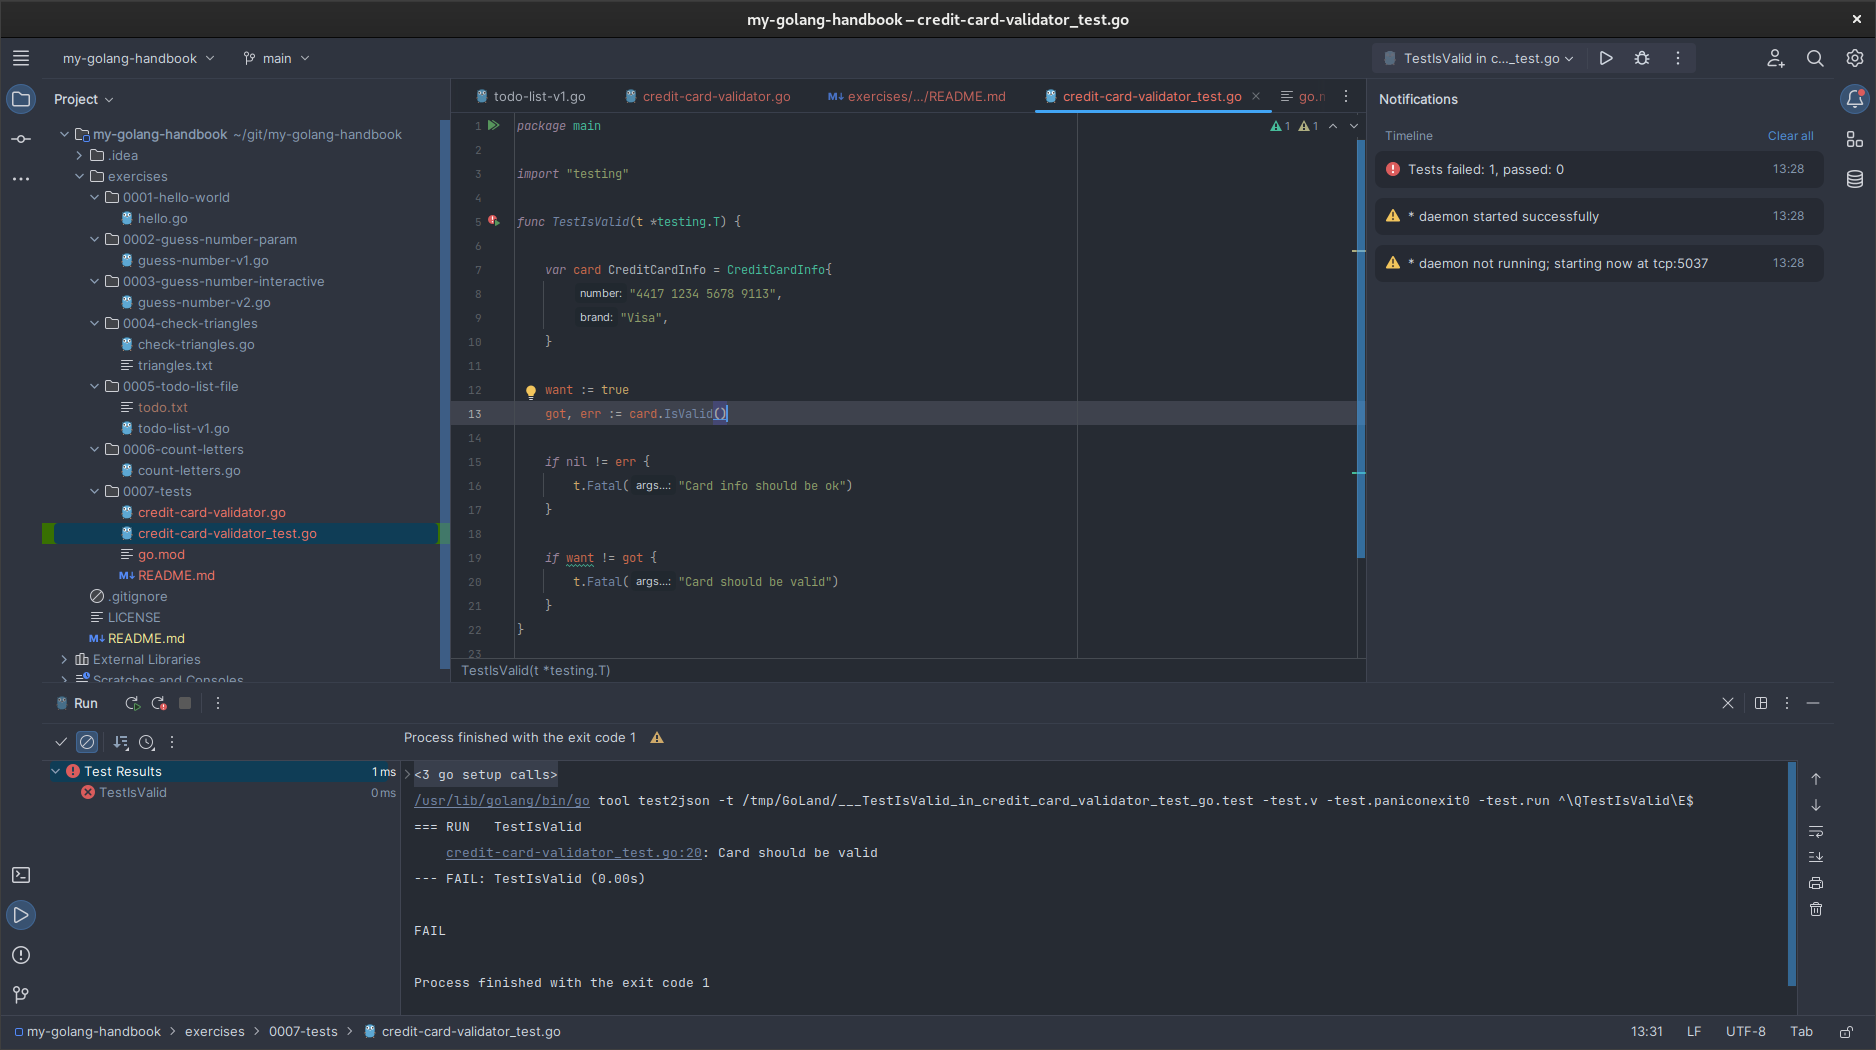 my-golang-handbook – credit-card-validator_test.go
my-golang-handbook
main
TestIsValid in c..._test.go
Project
todo-list-v1.go
credit-card-validator.go
M↓ exercises/.../README.md
credit-card-validator_test.go
Notifications
my-golang-handbook ~/git/my-golang-handbook
.idea
exercises
0001-hello-world
hello.go
0002-guess-number-param
guess-number-v1.go
0003-guess-number-interactive
guess-number-v2.go
0004-check-triangles
check-triangles.go
triangles.txt
0005-todo-list-file
todo.txt
todo-list-v1.go
0006-count-letters
count-letters.go
0007-tests
credit-card-validator.go
credit-card-validator_test.go
go.mod
M↓ README.md
.gitignore
LICENSE
M↓ README.md
External Libraries
Scratches and Consoles
1 package main
1 1
2
3 import "testing"
4
5 func TestIsValid(t *testing.T) {
6
7 var card CreditCardInfo = CreditCardInfo{
8 number: "4417 1234 5678 9113",
9 brand: "Visa",
10 }
11
12 want := true
13 got, err := card.IsValid()
14
15 if nil != err {
16 t.Fatal( args...: "Card info should be ok")
17 }
18
19 if want != got {
20 t.Fatal( args...: "Card should be valid")
21 }
22 }
23
TestIsValid(t *testing.T)
Timeline
Clear all
Tests failed: 1, passed: 0 13:28
* daemon started successfully 13:28
* daemon not running; starting now at tcp:5037 13:28
Run
Process finished with the exit code 1
Test Results 1 ms
TestIsValid 0 ms
<3 go setup calls>
/usr/lib/golang/bin/go tool test2json -t /tmp/GoLand/___TestIsValid_in_credit_card_validator_test_go.test -test.v -test.paniconexit0 -test.run ^\QTestIsValid\E$
=== RUN TestIsValid
credit-card-validator_test.go:20: Card should be valid
--- FAIL: TestIsValid (0.00s)
FAIL
Process finished with the exit code 1
my-golang-handbook > exercises > 0007-tests > credit-card-validator_test.go
13:31 LF UTF-8 Tab